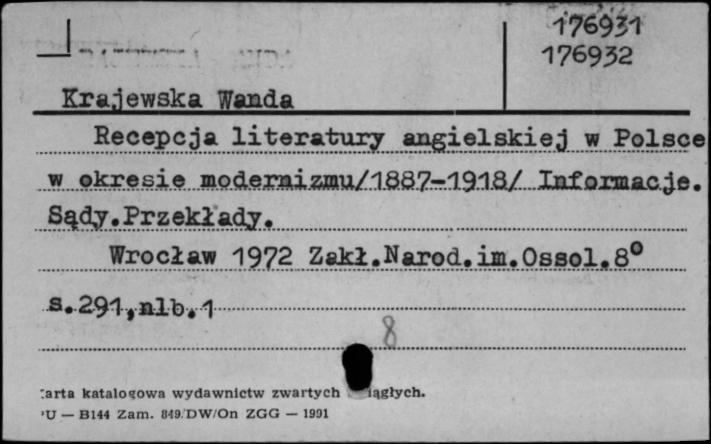 176931
176932
Krajewska Wanda
Recepcja literatury angielskiej w Polsce
w okresie modernizmu/1887-1918/ Informacje.
Sądy.Przekłady.
Wrocław 1972 Zakł.Narod.im.Ossol.8°
s.291,nlb.1
8
arta katalogowa wydawnictw zwartych iągłych.
U — B144 Zam. 849/DW/On ZGG — 1991